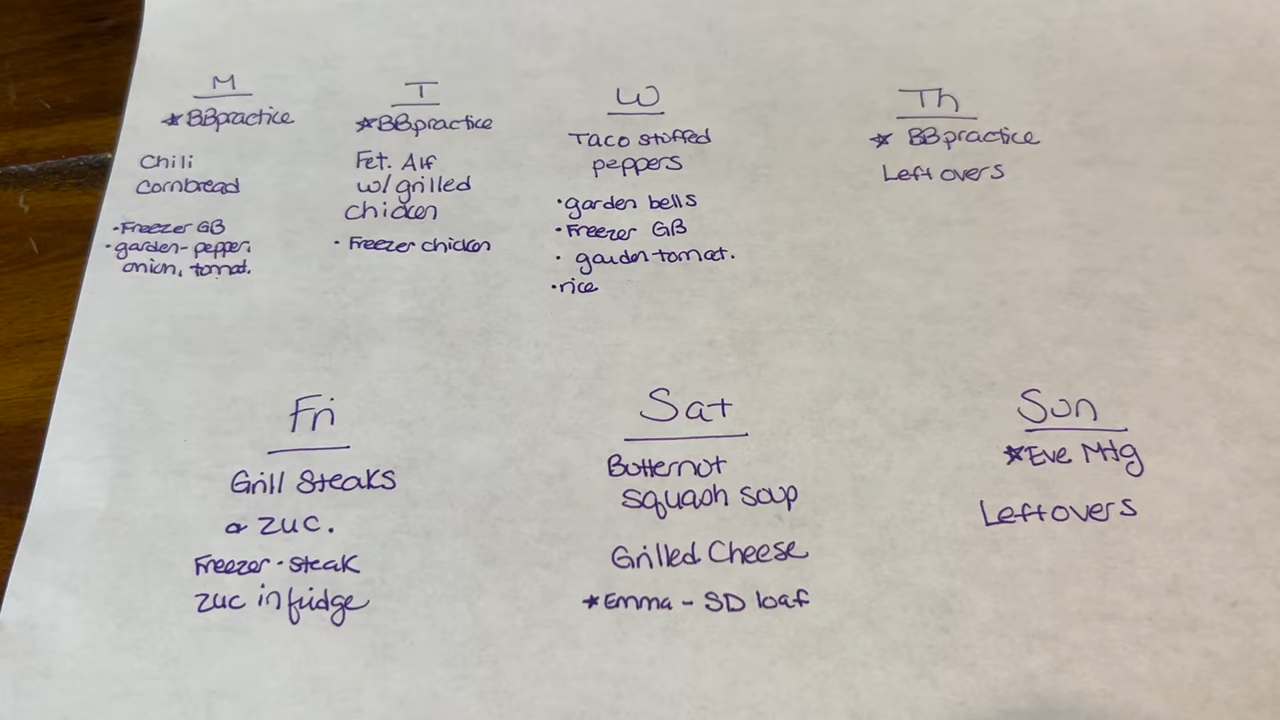 M
*BBpractice
Chili
Cornbread
•Freezer GB
•garden-pepper,
onion, tomat.
T
*BBpractice
Fet. Alf
w/grilled
chicken
• Freezer chicken
W
Taco stuffed
peppers
•garden bells
•Freezer GB
• garden tomat.
•rice
Th
* BBpractice
Leftovers
Fri
Grill Steaks
& zuc.
Freezer - steak
zuc in fridge
Sat
Butternut
squash soup
Grilled Cheese
*Emma - SD loaf
Sun
*Eve Mtg
Leftovers